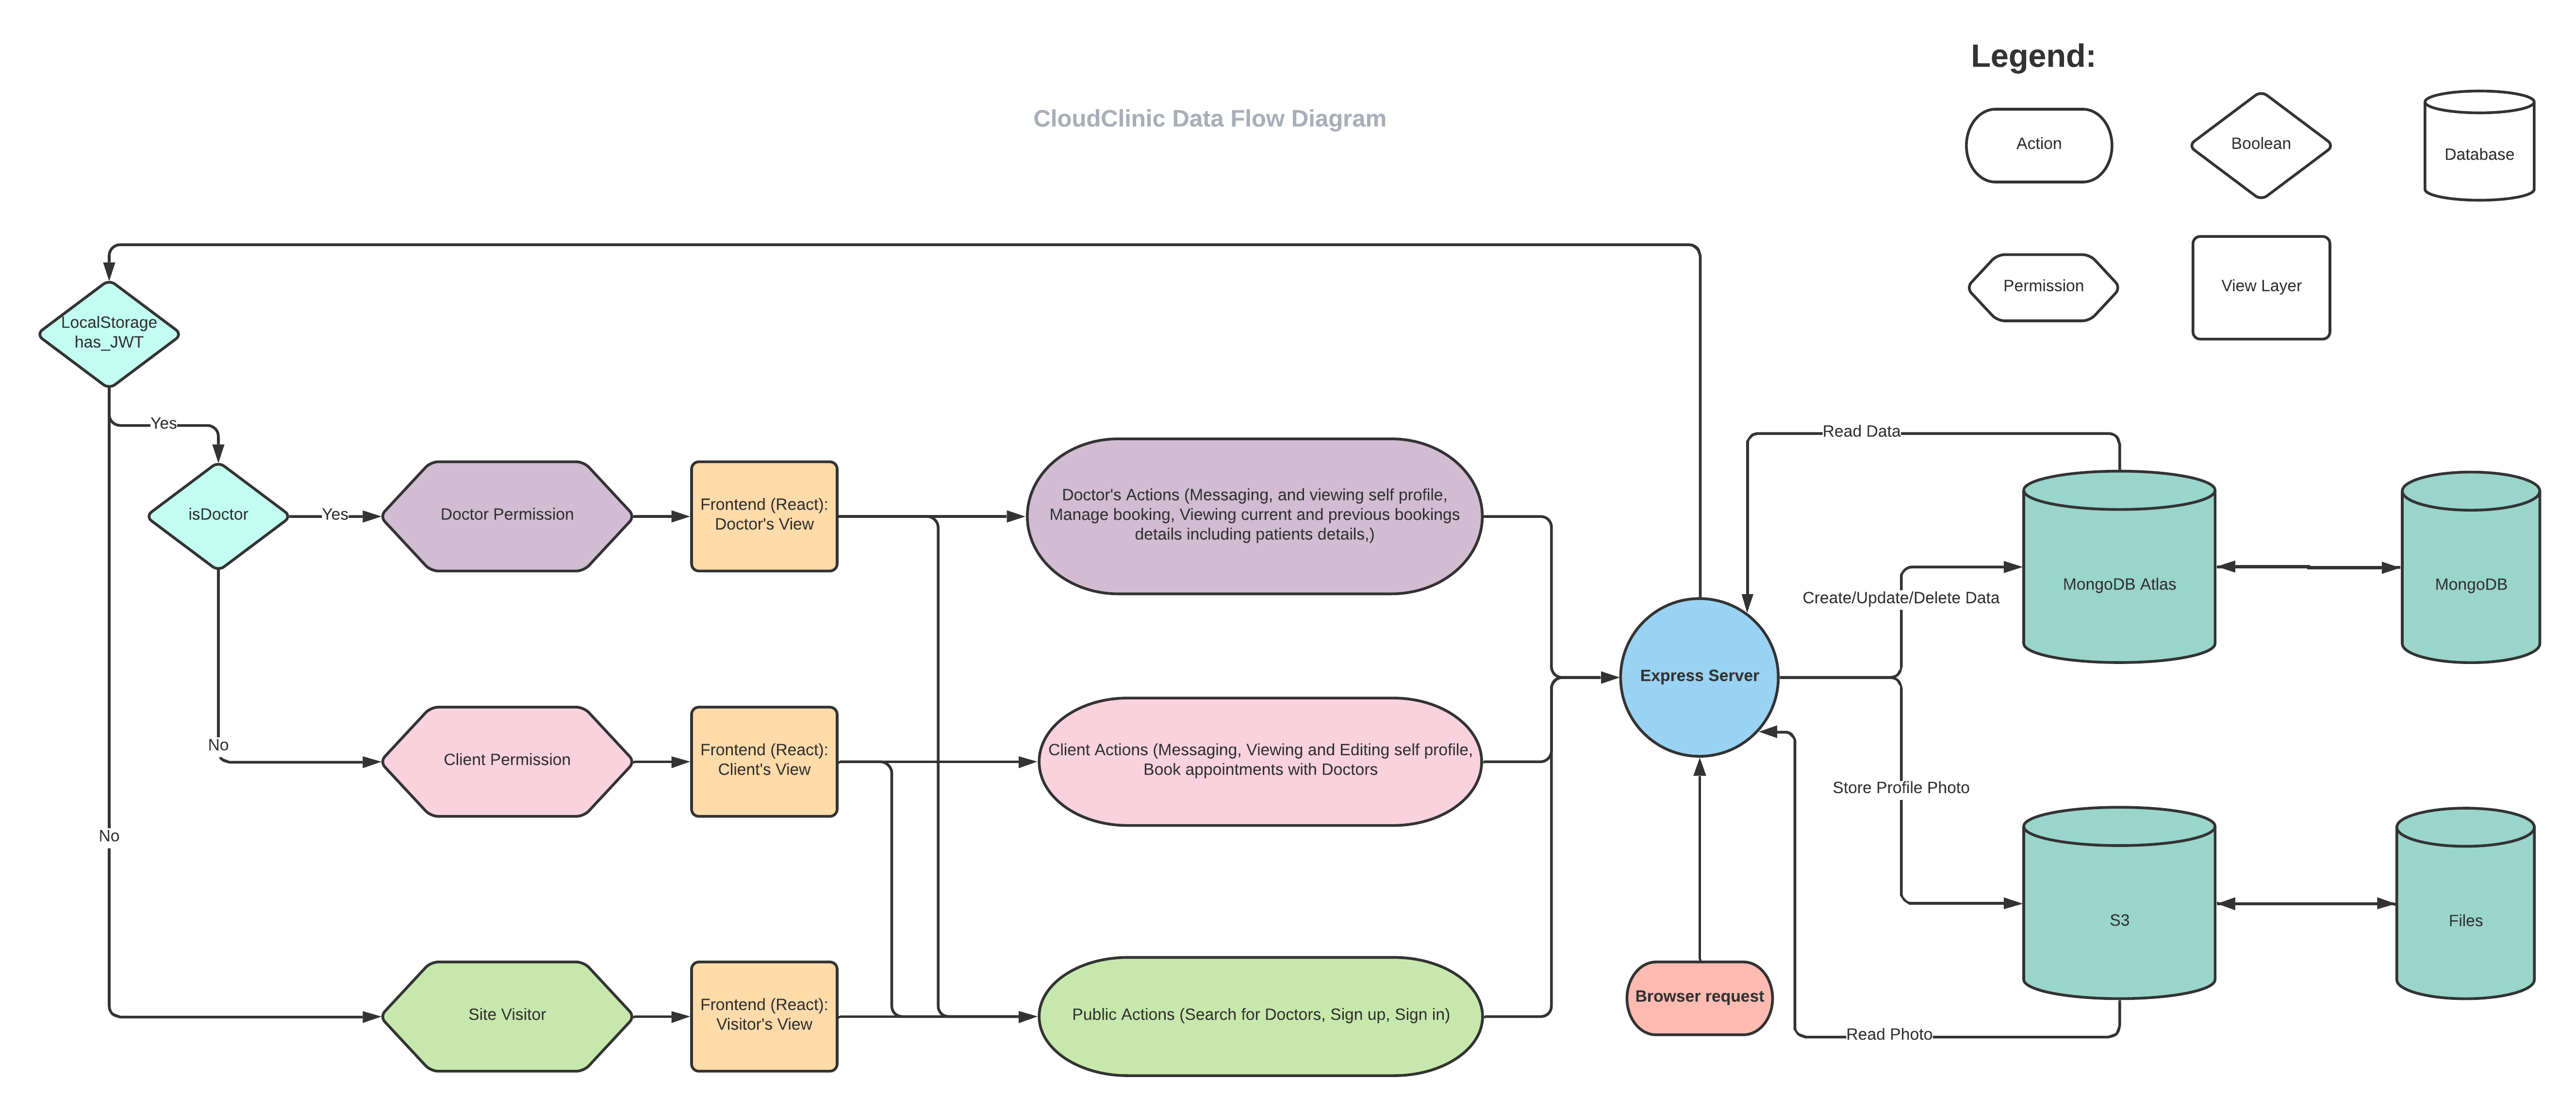 Legend:
CloudClinic Data Flow Diagram
Action
Boolean
Database
Permission
View Layer
LocalStorage
has_JWT
Yes
isDoctor
Yes
Doctor Permission
Frontend (React):
Doctor's View
Doctor's Actions (Messaging, and viewing self profile,
Manage booking, Viewing current and previous bookings
details including patients details,)
Read Data
Create/Update/Delete Data
MongoDB Atlas
MongoDB
Express Server
No
Client Permission
Frontend (React):
Client's View
Client Actions (Messaging, Viewing and Editing self profile,
Book appointments with Doctors
Store Profile Photo
No
S3
Files
Site Visitor
Frontend (React):
Visitor's View
Public Actions (Search for Doctors, Sign up, Sign in)
Browser request
Read Photo